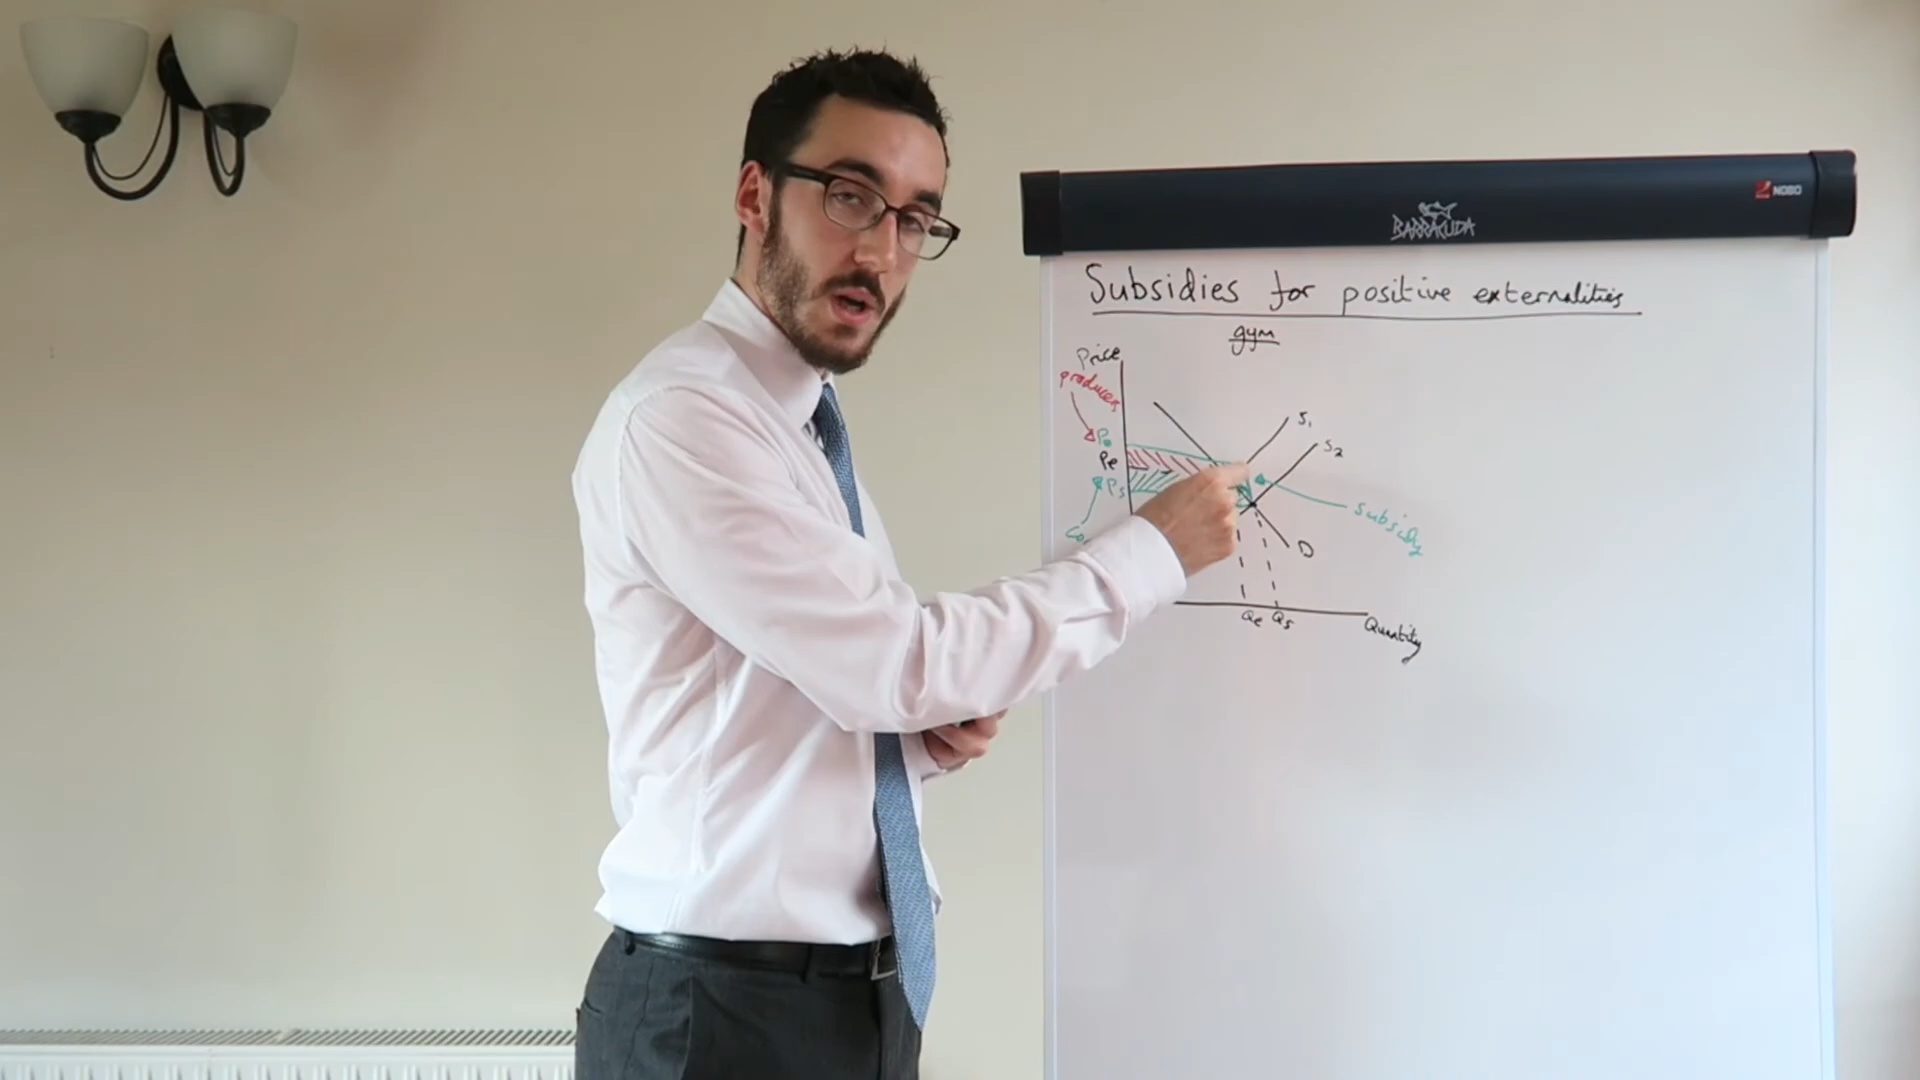 NOBO
BARRACUDA
Subsidies for positive externalities
gym
Price
producer
S1
Pp
S2
Pe
Ps
subsidy
D
Qe Qs
Quantity